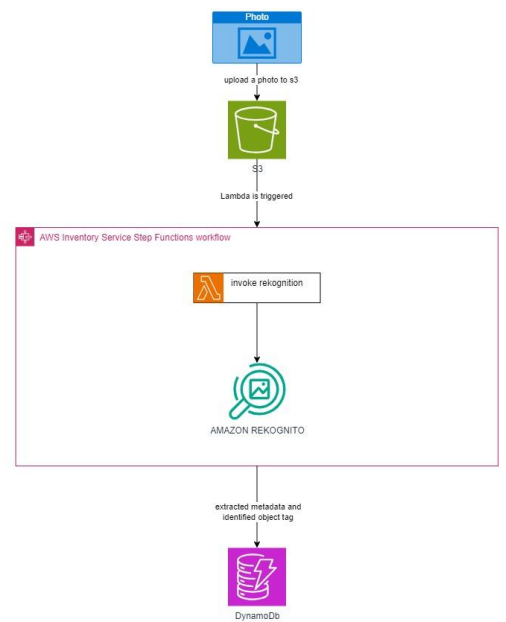 Photo
upload a photo to s3
S3
Lambda is triggered
AWS Inventory Service Step Functions workflow
invoke rekognition
AMAZON REKOGNITO
extracted metadata and
identified object tag
DynamoDb